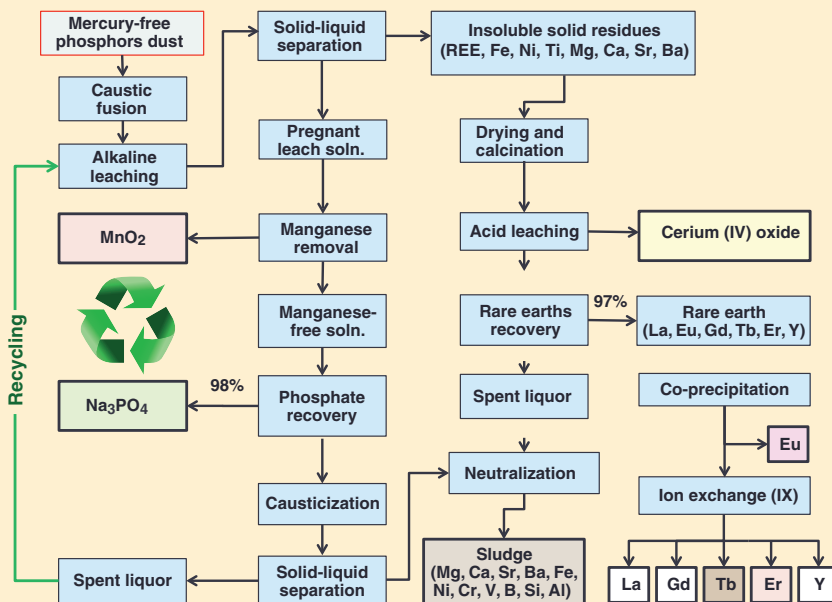 Mercury-free
phosphors dust
Caustic
fusion
Alkaline
leaching
Solid-liquid
separation
Insoluble solid residues
(REE, Fe, Ni, Ti, Mg, Ca, Sr, Ba)
Pregnant
leach soln.
Drying and
calcination
MnO₂
Manganese
removal
Acid leaching
Cerium (IV) oxide
Manganese-
free soln.
Rare earths
recovery
97%
Rare earth
(La, Eu, Gd, Tb, Er, Y)
Recycling
Na₃PO₄
98%
Phosphate
recovery
Spent liquor
Co-precipitation
Eu
Causticization
Neutralization
Ion exchange (IX)
Spent liquor
Solid-liquid
separation
Sludge
(Mg, Ca, Sr, Ba, Fe,
Ni, Cr, V, B, Si, Al)
La
Gd
Tb
Er
Y